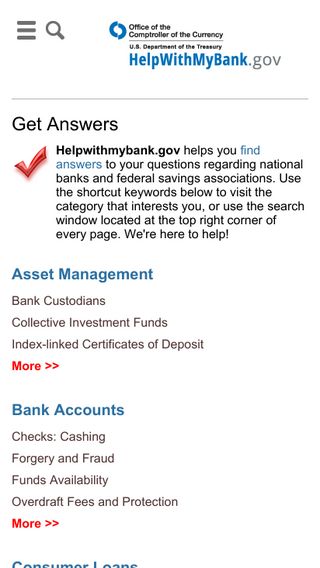 Office of the
Comptroller of the Currency
U.S. Department of the Treasury
HelpWithMyBank.gov
Get Answers
Helpwithmybank.gov helps you find
answers to your questions regarding national
banks and federal savings associations. Use
the shortcut keywords below to visit the
category that interests you, or use the search
window located at the top right corner of
every page. We're here to help!
Asset Management
Bank Custodians
Collective Investment Funds
Index-linked Certificates of Deposit
More >>
Bank Accounts
Checks: Cashing
Forgery and Fraud
Funds Availability
Overdraft Fees and Protection
More >>
Consumer Loans